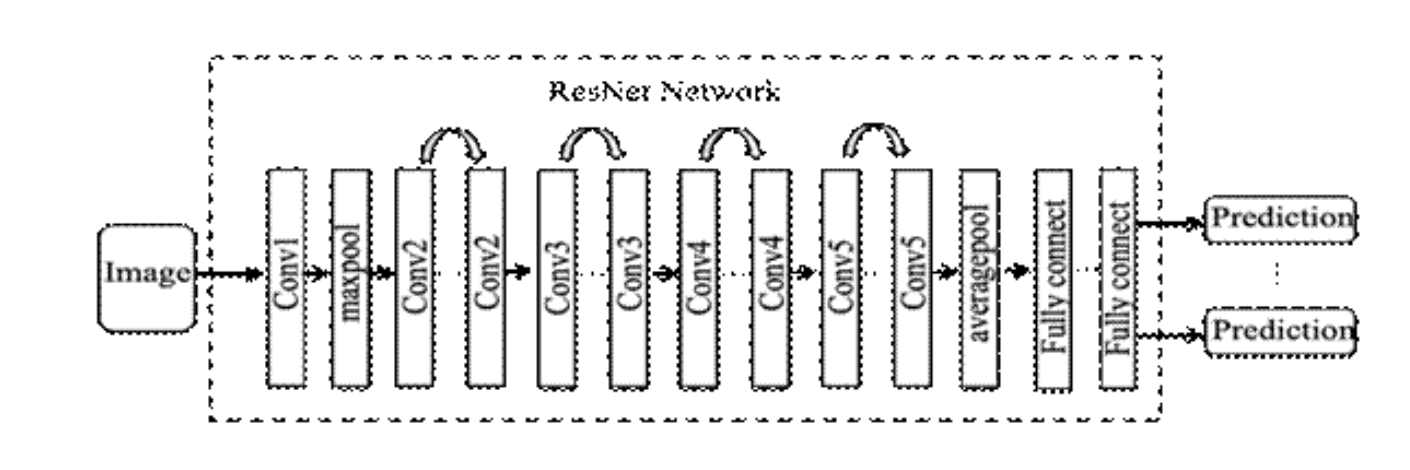 ResNet Network
Image
Conv1
maxpool
Conv2
Conv2
Conv3
Conv3
Conv4
Conv4
Conv5
Conv5
averagepool
Fully connect
Fully connect
Prediction
Prediction